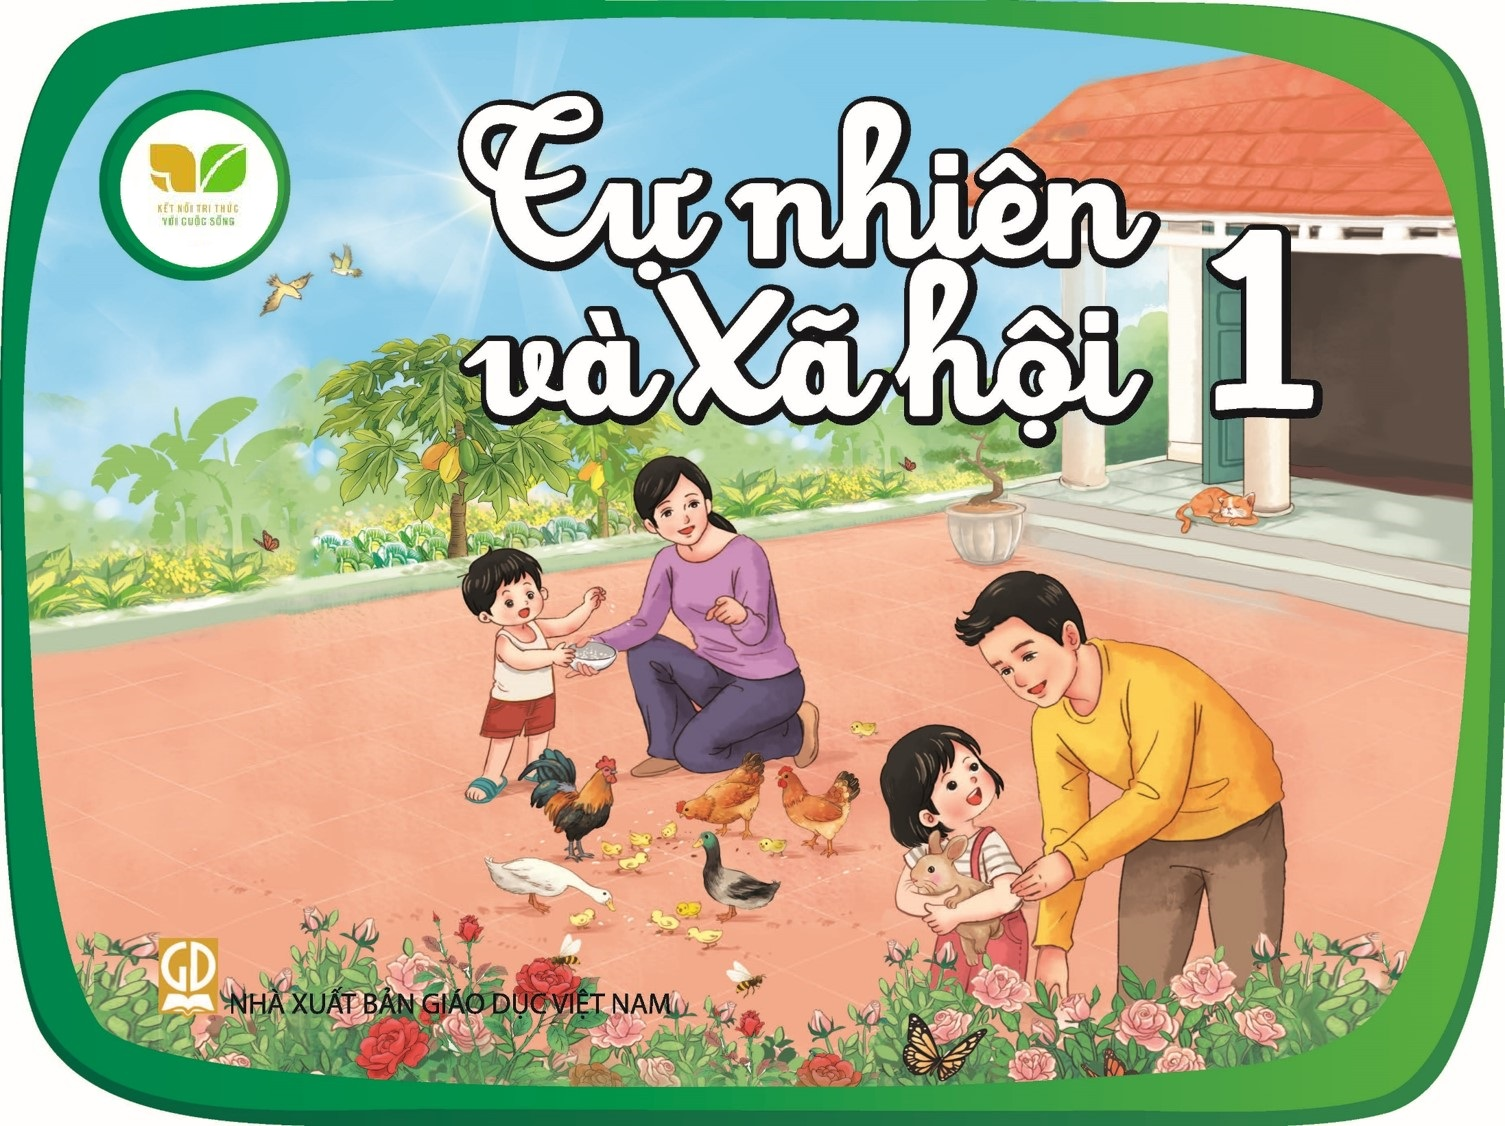 KẾT NỐI TRI THỨC
VỚI CUỘC SỐNG
Tự nhiên
và Xã hội 1
GD
NHÀ XUẤT BẢN GIÁO DỤC VIỆT NAM